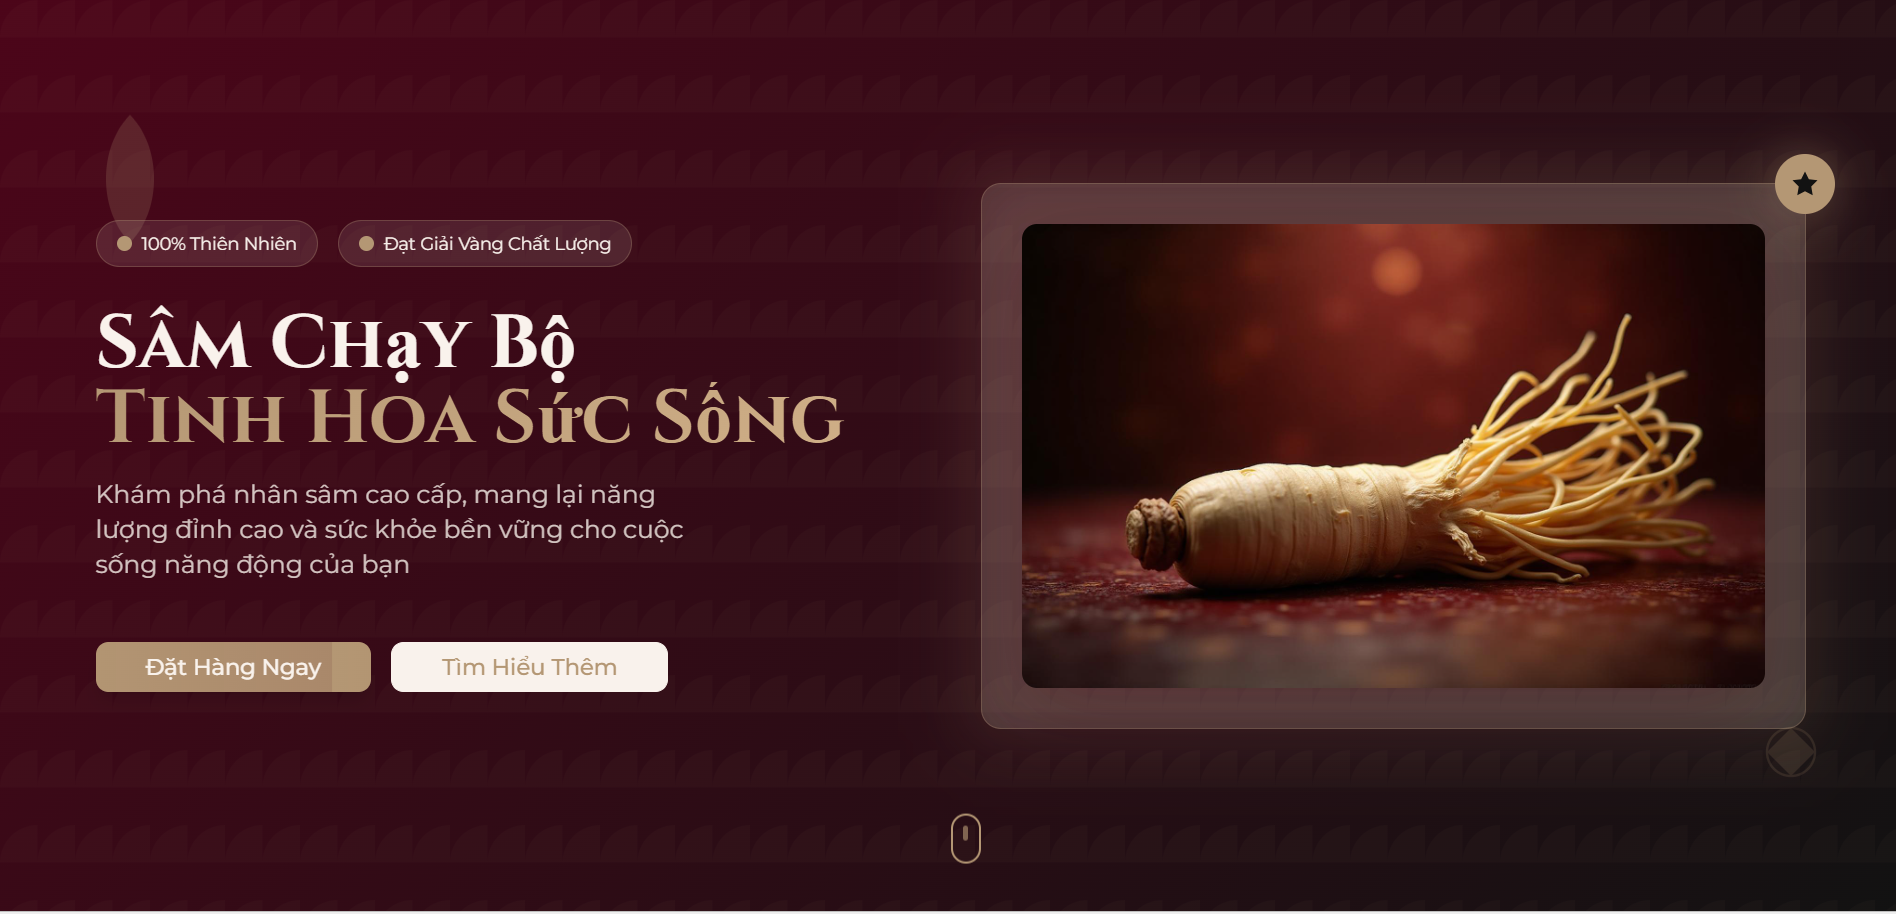 100% Thiên Nhiên
Đạt Giải Vàng Chất Lượng
SÂM CHạY Bộ
TINH HOA SứC SốNG
Khám phá nhân sâm cao cấp, mang lại năng
lượng đỉnh cao và sức khỏe bền vững cho cuộc
sống năng động của bạn
Đặt Hàng Ngay
Tìm Hiểu Thêm